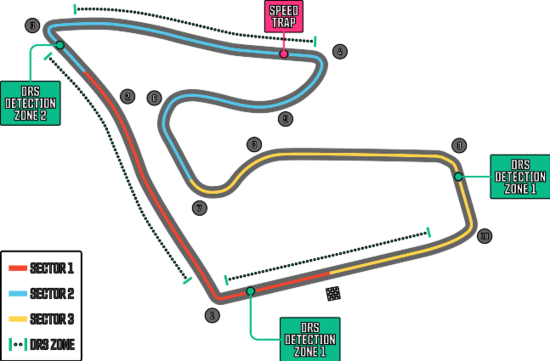 SPEED
TRAP
3
4
DRS
DETECTION
ZONE 2
2
6
5
8
9
DRS
DETECTION
ZONE 1
7
10
SECTOR 1
SECTOR 2
SECTOR 3
DRS ZONE
1
DRS
DETECTION
ZONE 1